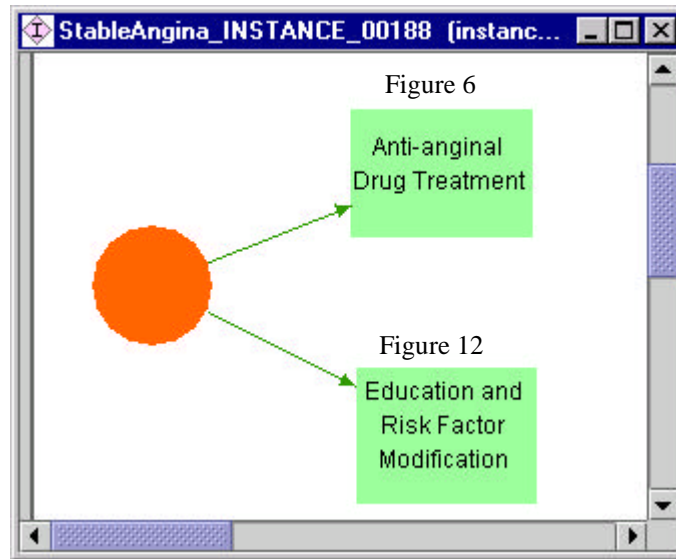 StableAngina_INSTANCE_00188 (instanc...
Figure 6
Anti-anginal
Drug Treatment
Figure 12
Education and
Risk Factor
Modification